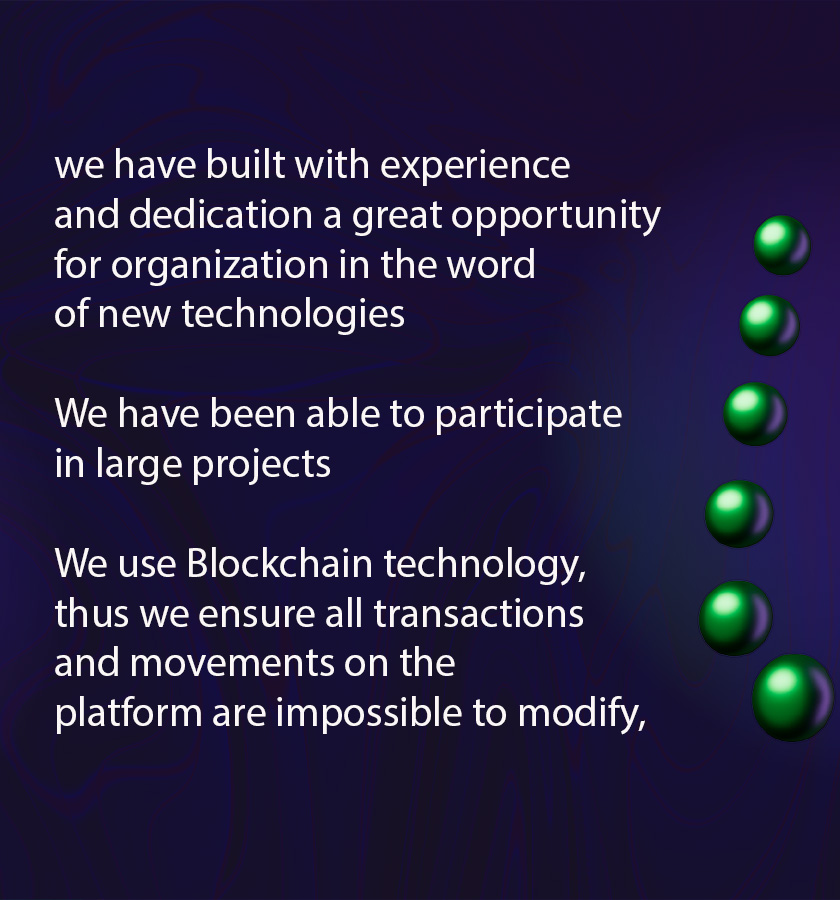 we have built with experience
and dedication a great opportunity
for organization in the word
of new technologies
We have been able to participate
in large projects
We use Blockchain technology,
thus we ensure all transactions
and movements on the
platform are impossible to modify,